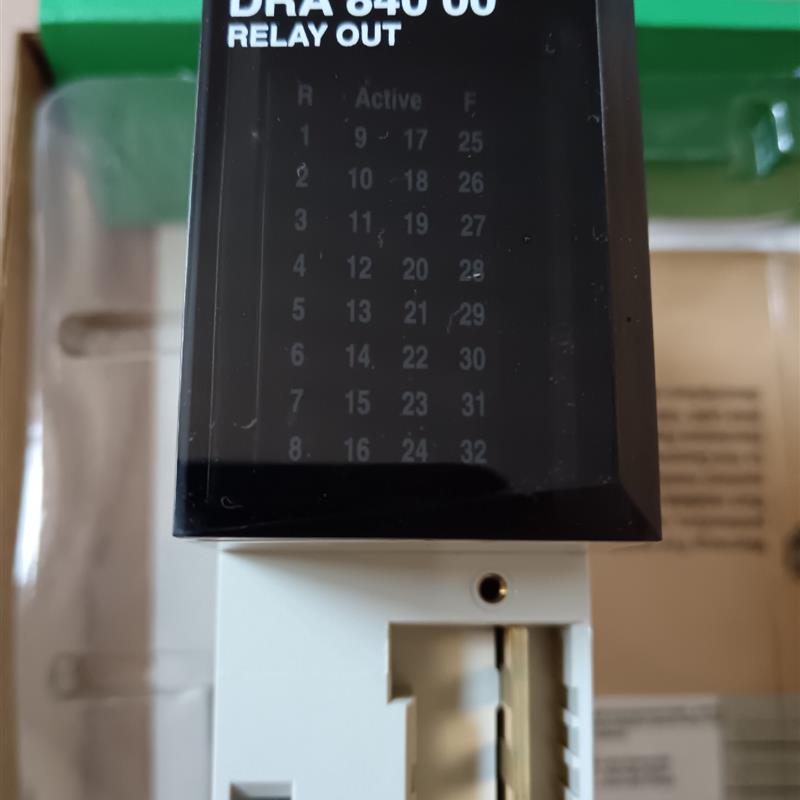 DRA 840 00
RELAY OUT
R Active F
1 9 17 25
2 10 18 26
3 11 19 27
4 12 20 28
5 13 21 29
6 14 22 30
7 15 23 31
8 16 24 32